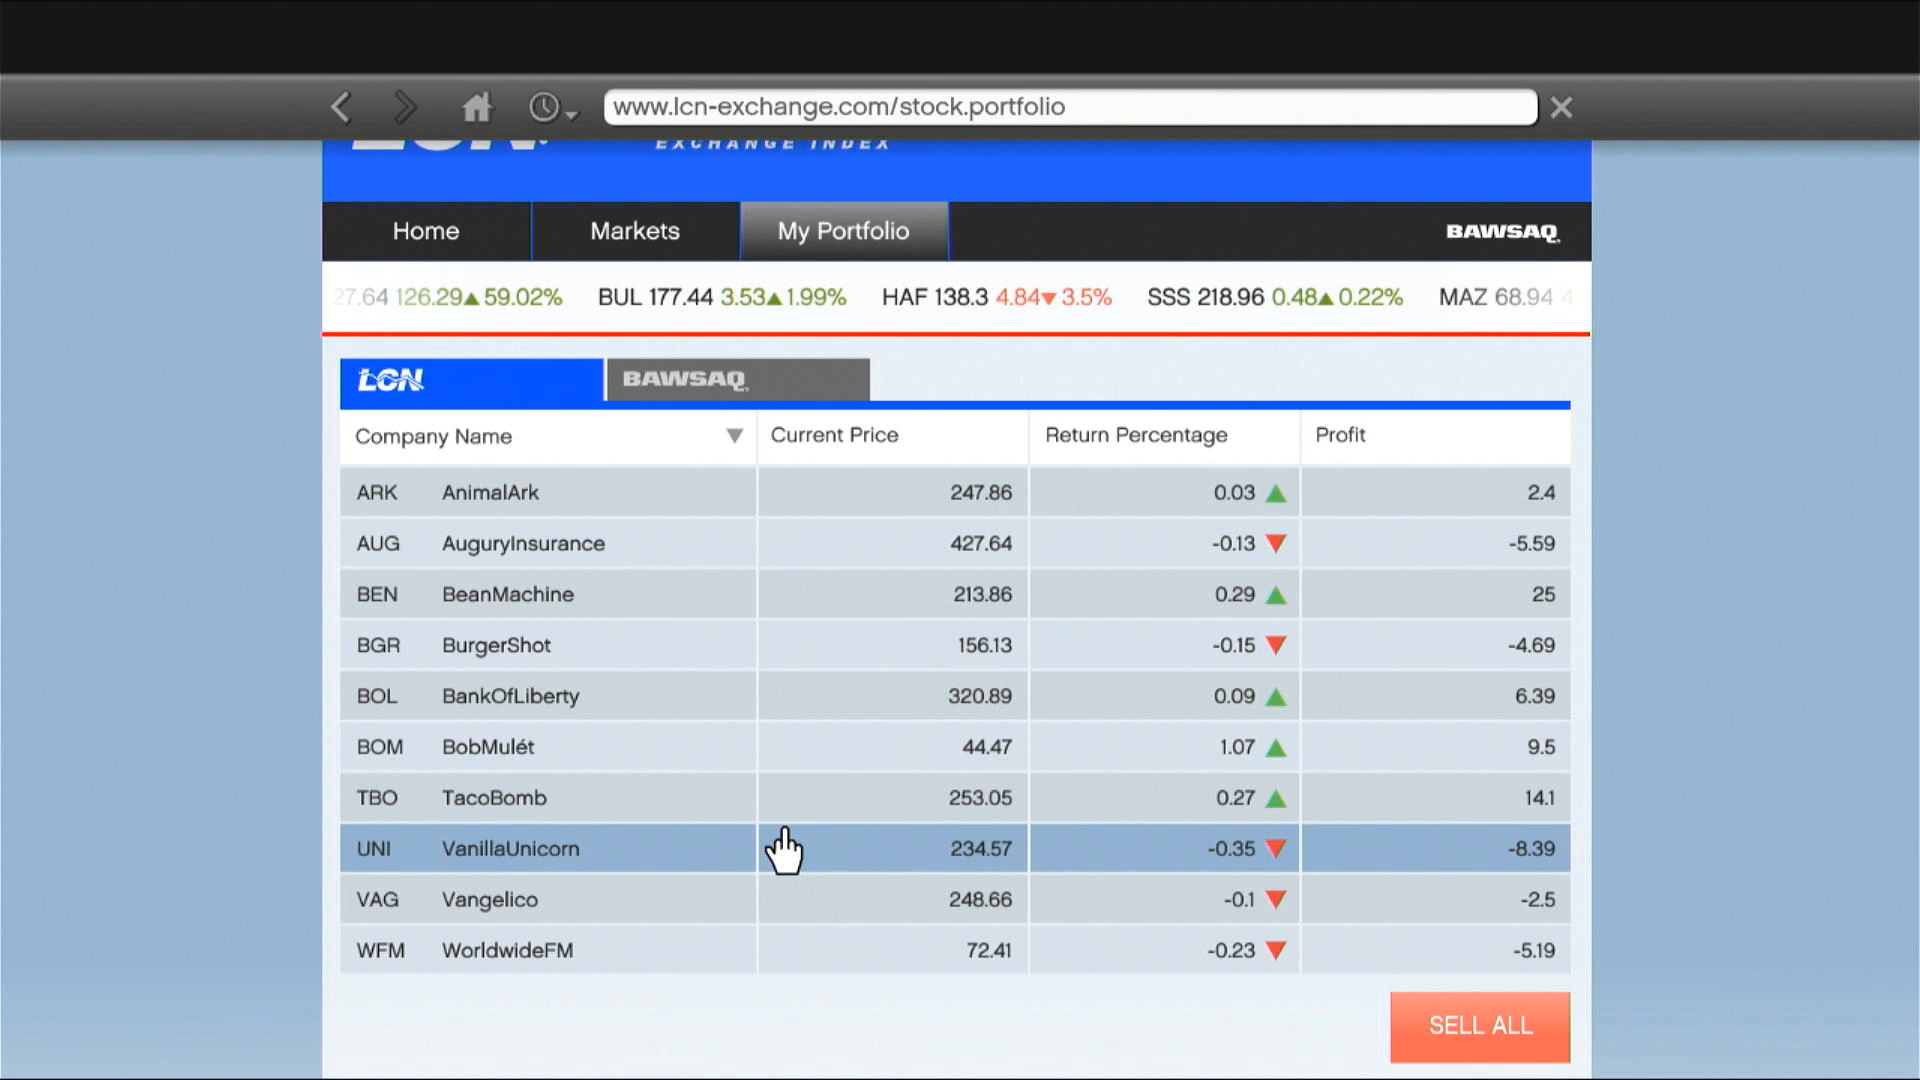 www.lcn-exchange.com/stock.portfolio
LCN.
EXCHANGE INDEX
Home Markets My Portfolio BAWSAQ
27.64 126.29▲59.02% BUL 177.44 3.53▲1.99% HAF 138.3 4.84▼3.5% SSS 218.96 0.48▲0.22% MAZ 68.94 4
LCN BAWSAQ
Company Name ▼ Current Price Return Percentage Profit
ARK AnimalArk 247.86 0.03 ▲ 2.4
AUG AuguryInsurance 427.64 -0.13 ▼ -5.59
BEN BeanMachine 213.86 0.29 ▲ 25
BGR BurgerShot 156.13 -0.15 ▼ -4.69
BOL BankOfLiberty 320.89 0.09 ▲ 6.39
BOM BobMulét 44.47 1.07 ▲ 9.5
TBO TacoBomb 253.05 0.27 ▲ 14.1
UNI VanillaUnicorn 234.57 -0.35 ▼ -8.39
VAG Vangelico 248.66 -0.1 ▼ -2.5
WFM WorldwideFM 72.41 -0.23 ▼ -5.19
SELL ALL